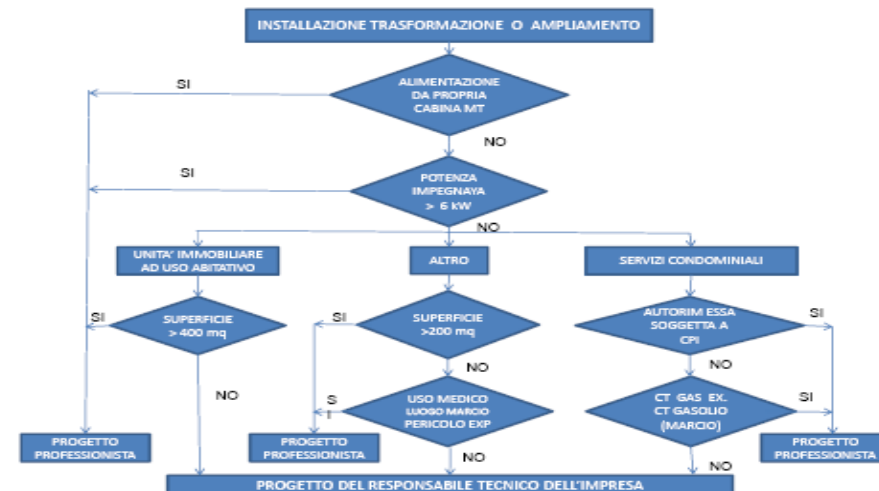 INSTALLAZIONE TRASFORMAZIONE O AMPLIAMENTO
SI
ALIMENTAZIONE
DA PROPRIA
CABINA MT
NO
SI
POTENZA
IMPEGNAYA
> 6 kW
NO
UNITA' IMMOBILIARE
AD USO ABITATIVO
ALTRO
SERVIZI CONDOMINIALI
SI
SUPERFICIE
> 400 mq
SI
SUPERFICIE
>200 mq
AUTORIM ESSA
SOGGETTA A
CPI
SI
NO
NO
NO
S
I
USO MEDICO
LUOGO MARCIO
PERICOLO EXP
CT GAS EX.
CT GASOLIO
(MARCIO)
SI
PROGETTO
PROFESSIONISTA
PROGETTO
PROFESSIONISTA
NO
NO
PROGETTO
PROFESSIONISTA
PROGETTO DEL RESPONSABILE TECNICO DELL'IMPRESA